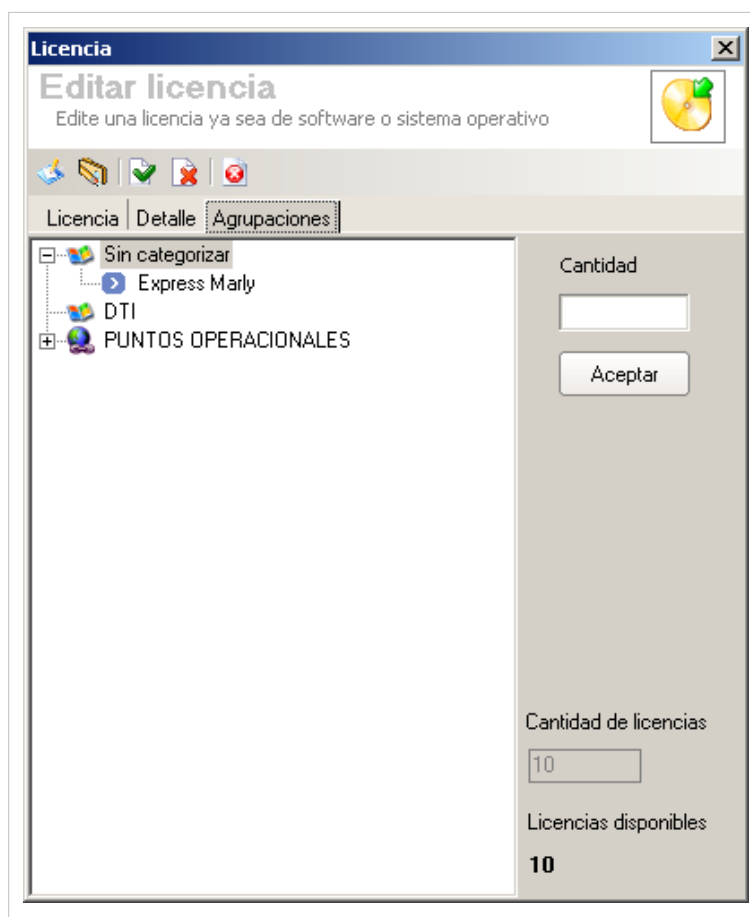 Licencia
Editar licencia
Edite una licencia ya sea de software o sistema operativo
Licencia Detalle Agrupaciones
Sin categorizar
Express Marly
DTI
PUNTOS OPERACIONALES
Cantidad
Aceptar
Cantidad de licencias
10
Licencias disponibles
10